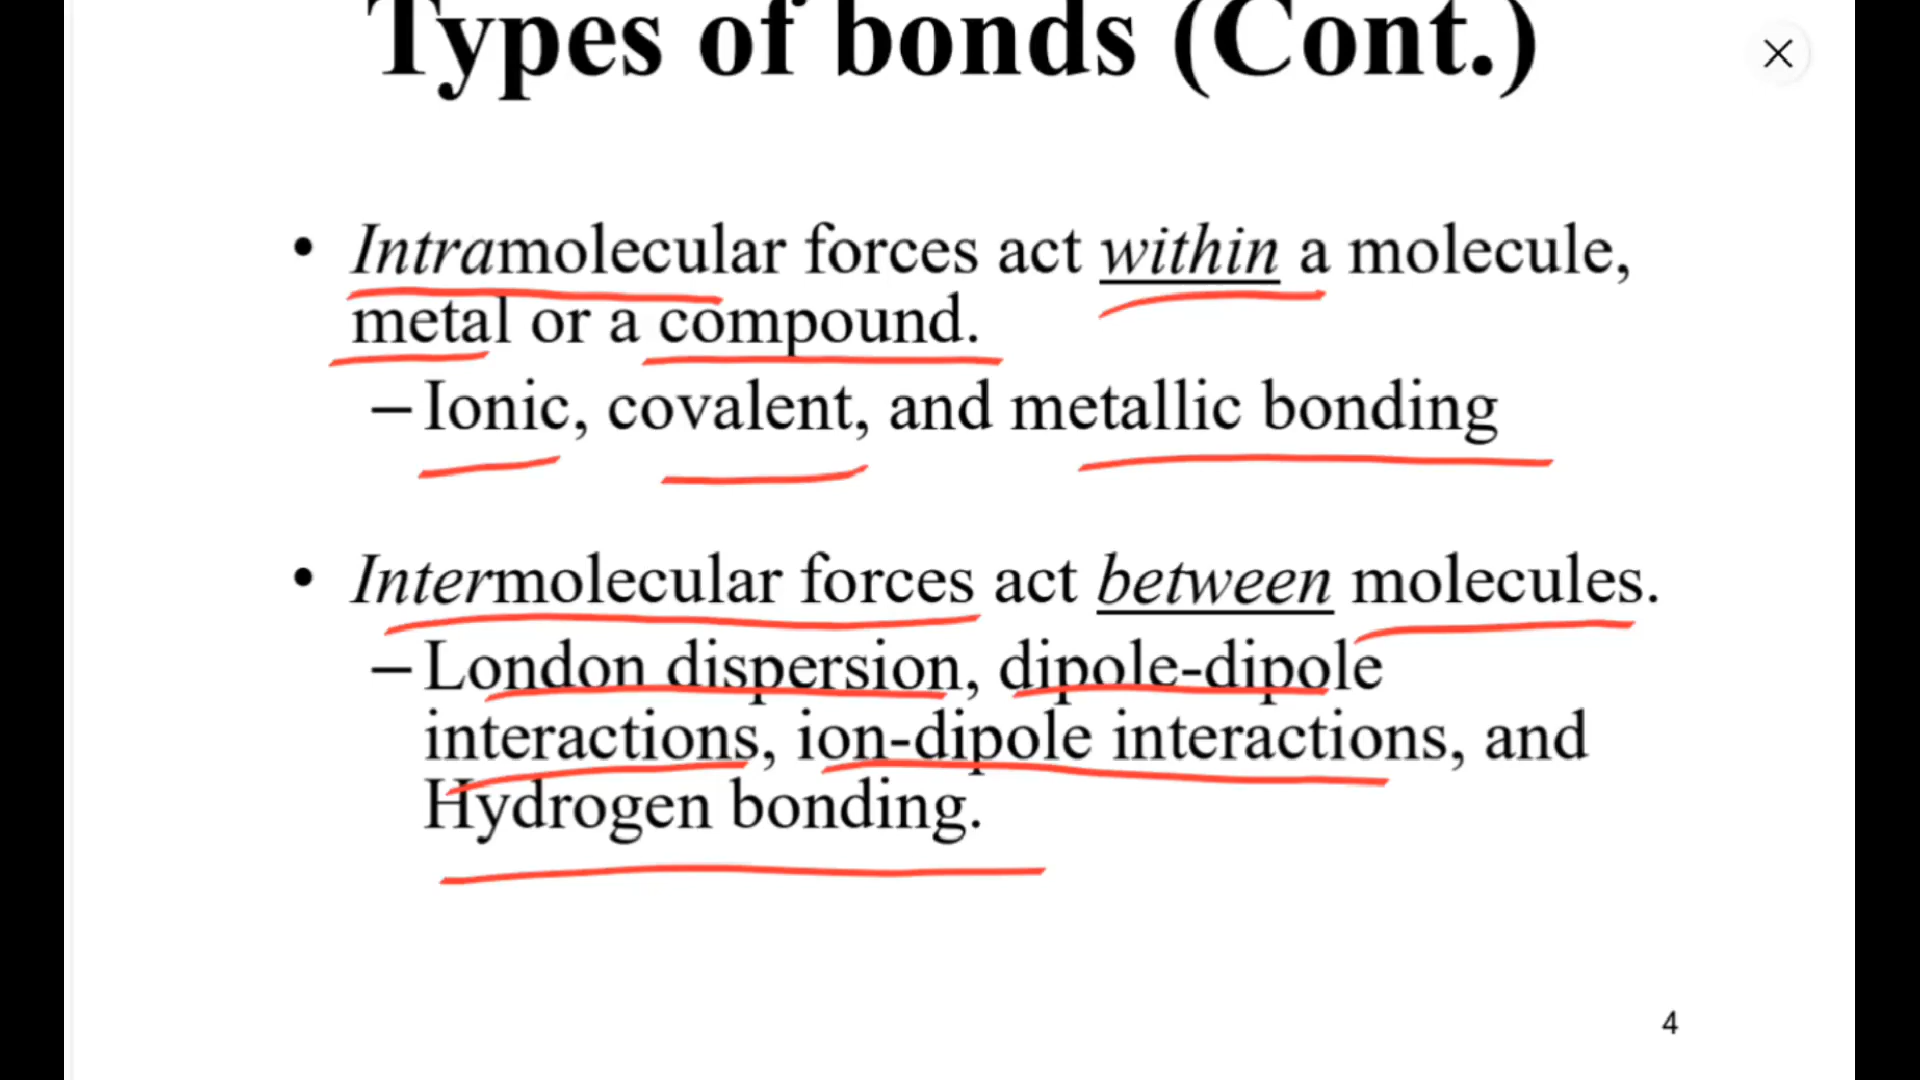 Types of bonds (Cont.)
• Intramolecular forces act within a molecule,
metal or a compound.
– Ionic, covalent, and metallic bonding
• Intermolecular forces act between molecules.
– London dispersion, dipole-dipole
interactions, ion-dipole interactions, and
Hydrogen bonding.
4